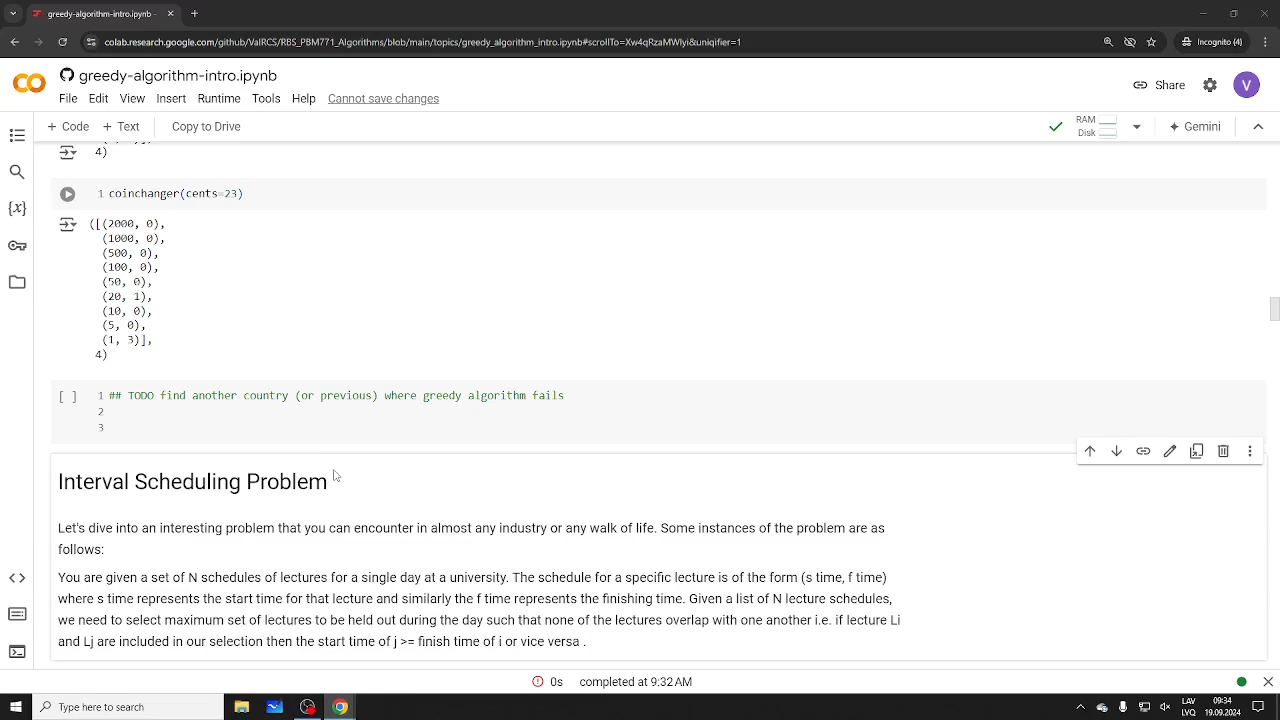 greedy-algorithm-intro.ipynb -
colab.research.google.com/github/ValRCS/RBS_PBM771_Algorithms/blob/main/topics/greedy_algorithm_intro.ipynb#scrollTo=Xw4qRzaMWlyi&uniqifier=1
Incognito (4)
greedy-algorithm-intro.ipynb
File Edit View Insert Runtime Tools Help Cannot save changes
Share
V
+ Code + Text Copy to Drive
RAM
Disk
Gemini
4)
1 coinchanger(cents=23)
([(2000, 0),
(1000, 0),
(500, 0),
(100, 0),
(50, 0),
(20, 1),
(10, 0),
(5, 0),
(1, 3)],
4)
[ ] 1 ## TODO find another country (or previous) where greedy algorithm fails
2
3
Interval Scheduling Problem
Let's dive into an interesting problem that you can encounter in almost any industry or any walk of life. Some instances of the problem are as
follows:
You are given a set of N schedules of lectures for a single day at a university. The schedule for a specific lecture is of the form (s time, f time)
where s time represents the start time for that lecture and similarly the f time represents the finishing time. Given a list of N lecture schedules,
we need to select maximum set of lectures to be held out during the day such that none of the lectures overlap with one another i.e. if lecture Li
and Lj are included in our selection then the start time of j >= finish time of i or vice versa .
0s completed at 9:32 AM
Type here to search
LAV
LVQ
09:34
19.09.2024